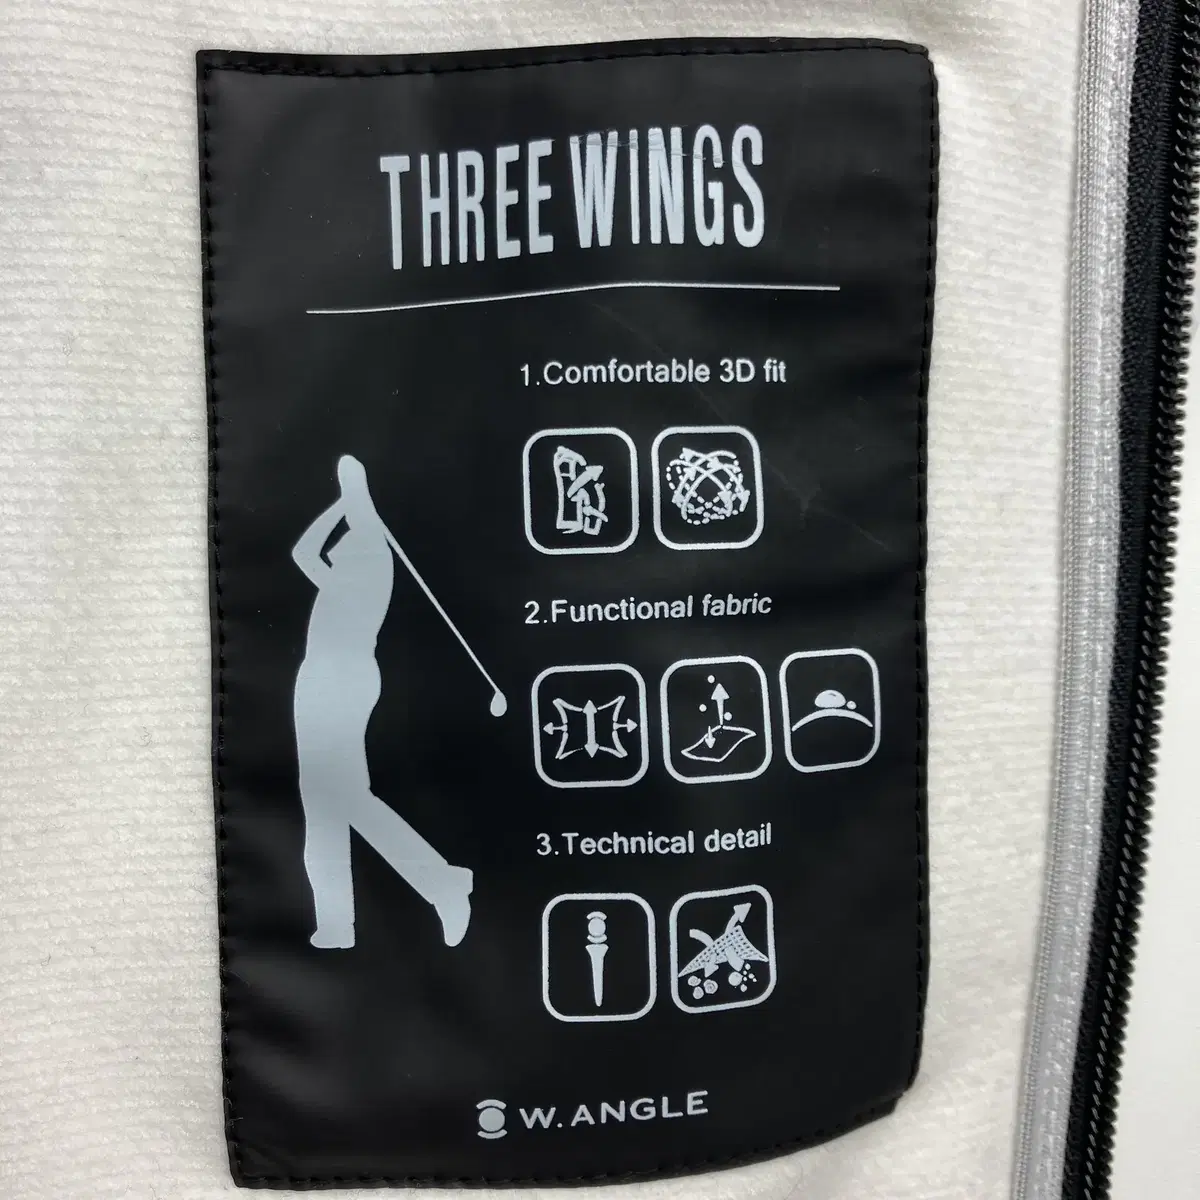 THREE WINGS
1.Comfortable 3D fit
2.Functional fabric
3.Technical detail
W.ANGLE